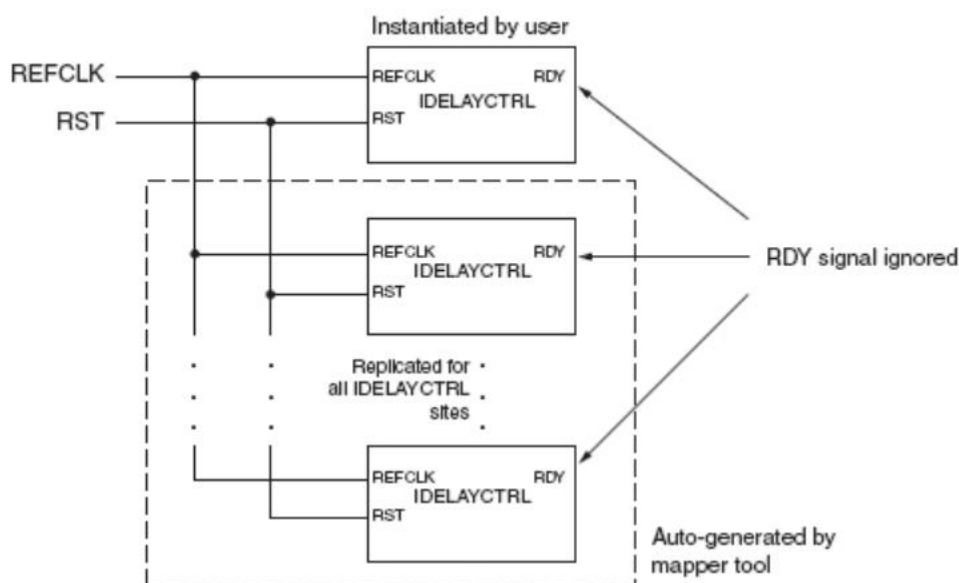 Instantiated by user
REFCLK
REFCLK RDY
IDELAYCTRL
RST
RST
REFCLK RDY
IDELAYCTRL
RST
RDY signal ignored
Replicated for
all IDELAYCTRL
sites
REFCLK RDY
IDELAYCTRL
RST
Auto-generated by
mapper tool